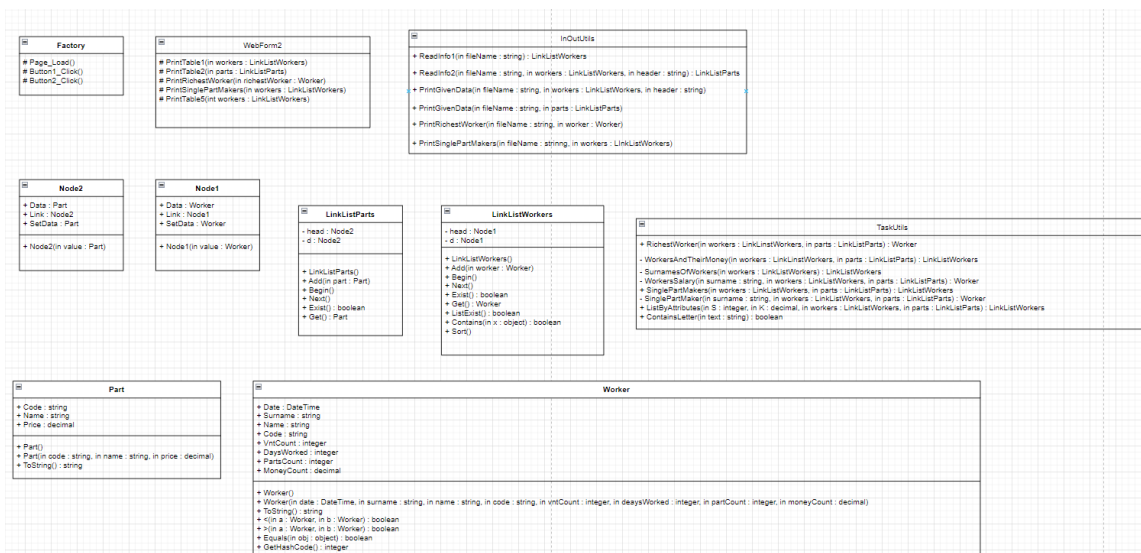 Factory
# Page_Load()
# Button1_Click()
# Button2_Click()
WebForm2
# PrintTable1(in workers : LinkListWorkers)
# PrintTable2(in parts : LinkListParts)
# PrintRichestWorker(in richestWorker : Worker)
# PrintSinglePartMakers(in workers : LinkListWorkers)
# PrintTable5(int workers : LinkListWorkers)
InOutUtils
+ ReadInfo1(in fileName : string) : LinkListWorkers
+ ReadInfo2(in fileName : string, in workers : LinkListWorkers, in header : string) : LinkListParts
+ PrintGivenData(in fileName : string, in workers : LinkListWorkers, in header : string)
+ PrintGivenData(in fileName : string, in parts : LinkListParts)
+ PrintRichestWorker(in fileName : string, in worker : Worker)
+ PrintSinglePartMakers(in fileName : strinng, in workers : LInkListWorkers)
Node2
+ Data : Part
+ Link : Node2
+ SetData : Part
+ Node2(in value : Part)
Node1
+ Data : Worker
+ Link : Node1
+ SetData : Worker
+ Node1(in value : Worker)
LinkListParts
- head : Node2
- d : Node2
+ LinkListParts()
+ Add(in part : Part)
+ Begin()
+ Next()
+ Exist() : boolean
+ Get() : Part
LinkListWorkers
- head : Node1
- d : Node1
+ LinkListWorkers()
+ Add(in worker : Worker)
+ Begin()
+ Next()
+ Exist() : boolean
+ Get() : Worker
+ ListExist() : boolean
+ Contains(in x : object) : boolean
+ Sort()
TaskUtils
+ RichestWorker(in workers : LinkLinstWorkers, in parts : LinkListParts) : Worker
- WorkersAndTheirMoney(in workers : LinkLinstWorkers, in parts : LinkListParts) : LinkListWorkers
- SurnamesOfWorkers(in workers : LinkListWorkers) : LinkListWorkers
- WorkersSalary(in surname : string, in workers : LinkListWorkers, in parts : LinkListParts) : Worker
+ SinglePartMakers(in workers : LinkListWorkers, in parts : LinkListParts) : LinkListWorkers
- SinglePartMaker(in surname : string, in workers : LinkListWorkers, in parts : LinkListParts) : Worker
+ ListByAttributes(in S : integer, in K : decimal, in workers : LinkListWorkers, in parts : LinkListParts) : LinkListWorkers
+ ContainsLetter(in text : string) : boolean
Part
+ Code : string
+ Name : string
+ Price : decimal
+ Part()
+ Part(in code : string, in name : string, in price : decimal)
+ ToString() : string
Worker
+ Date : DateTime
+ Surname : string
+ Name : string
+ Code : string
+ VntCount : integer
+ DaysWorked : integer
+ PartsCount : integer
+ MoneyCount : decimal
+ Worker()
+ Worker(in date : DateTime, in surname : string, in name : string, in code : string, in vntCount : integer, in deaysWorked : integer, in partCount : integer, in moneyCount : decimal)
+ ToString() : string
+ <(in a : Worker, in b : Worker) : boolean
+ >(in a : Worker, in b : Worker) : boolean
+ Equals(in obj : object) : boolean
+ GetHashCode() : integer